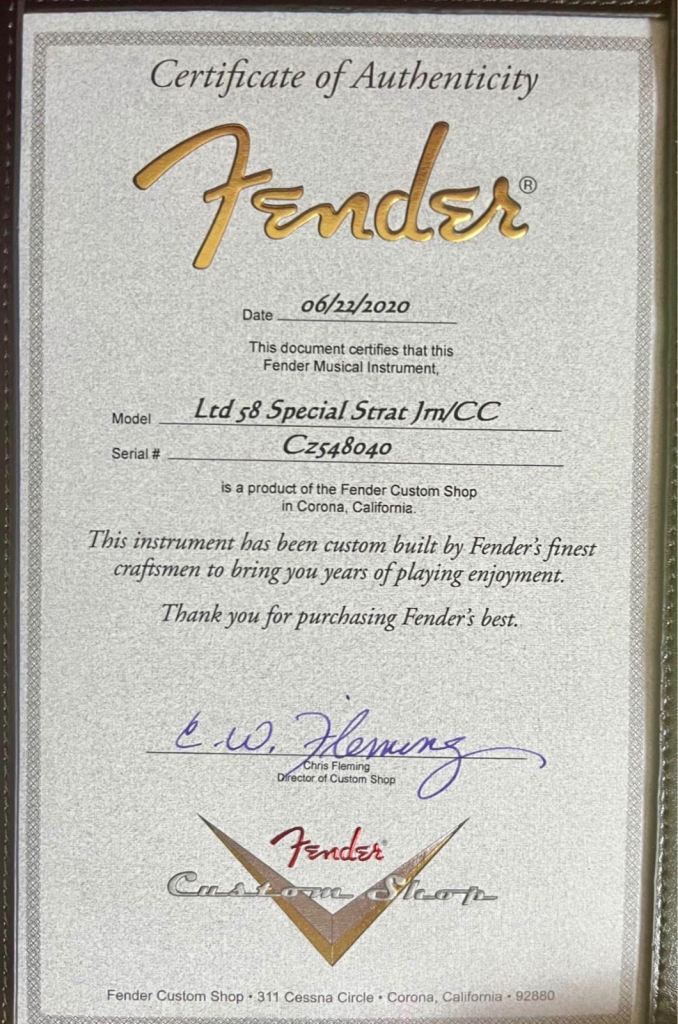 Certificate of Authenticity
Fender®
Date 06/22/2020
This document certifies that this
Fender Musical Instrument,
Model Ltd 58 Special Strat Jrn/CC
Serial # CZ548040
is a product of the Fender Custom Shop
in Corona, California.
This instrument has been custom built by Fender's finest
craftsmen to bring you years of playing enjoyment.
Thank you for purchasing Fender's best.
C. W. Fleming
Chris Fleming
Director of Custom Shop
Fender®
Custom Shop
Fender Custom Shop • 311 Cessna Circle • Corona, California • 92880